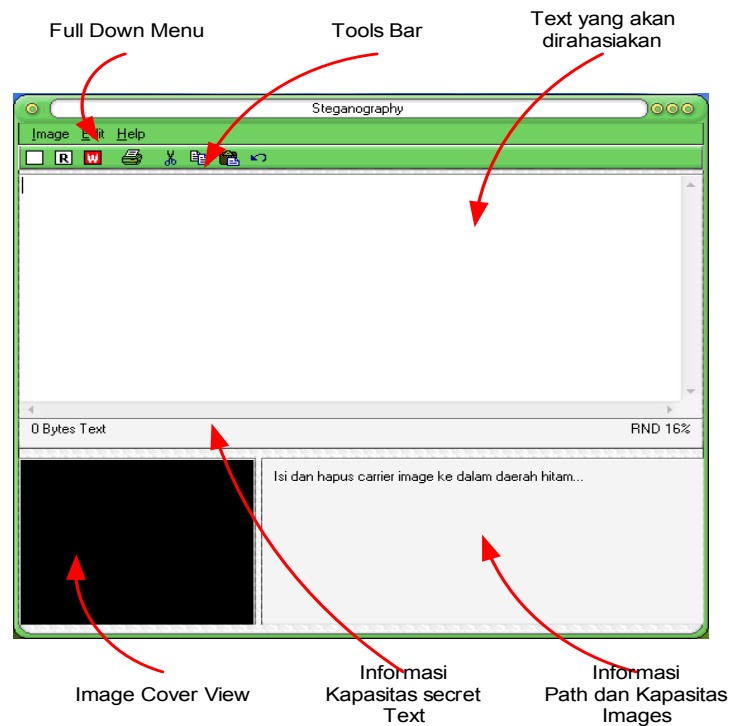 Full Down Menu
Tools Bar
Text yang akan
dirahasiakan
Steganography
Image Edit Help
R W
0 Bytes Text
RND 16%
Isi dan hapus carrier image ke dalam daerah hitam...
Image Cover View
Informasi
Kapasitas secret
Text
Informasi
Path dan Kapasitas
Images